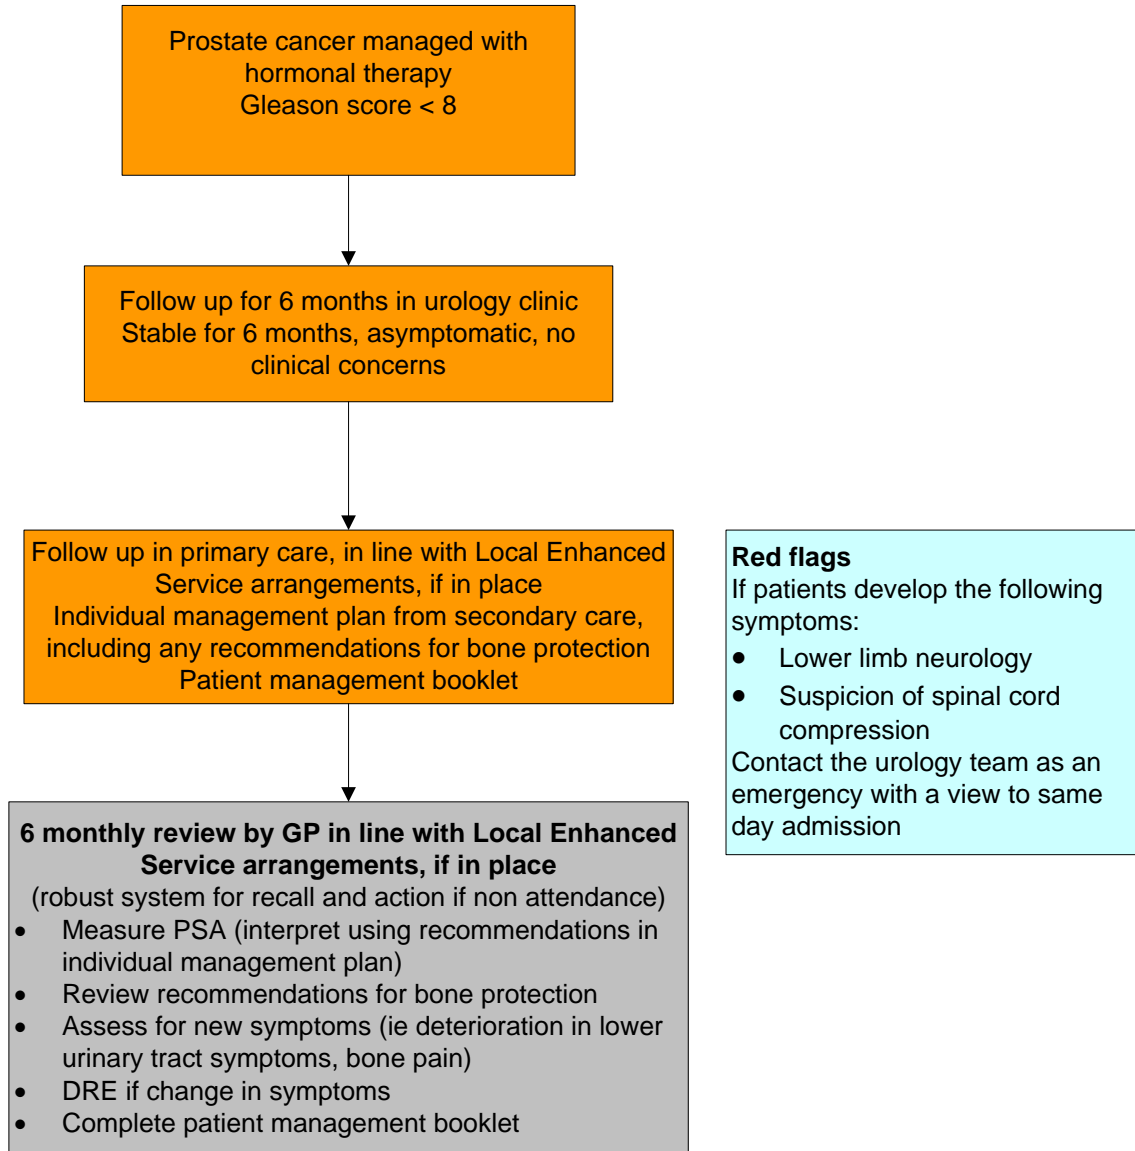 Prostate cancer managed with
hormonal therapy
Gleason score < 8
Follow up for 6 months in urology clinic
Stable for 6 months, asymptomatic, no
clinical concerns
Follow up in primary care, in line with Local Enhanced
Service arrangements, if in place
Individual management plan from secondary care,
including any recommendations for bone protection
Patient management booklet
Red flags
If patients develop the following
symptoms:
• Lower limb neurology
• Suspicion of spinal cord
compression
Contact the urology team as an
emergency with a view to same
day admission
6 monthly review by GP in line with Local Enhanced
Service arrangements, if in place
(robust system for recall and action if non attendance)
• Measure PSA (interpret using recommendations in
individual management plan)
• Review recommendations for bone protection
• Assess for new symptoms (ie deterioration in lower
urinary tract symptoms, bone pain)
• DRE if change in symptoms
• Complete patient management booklet